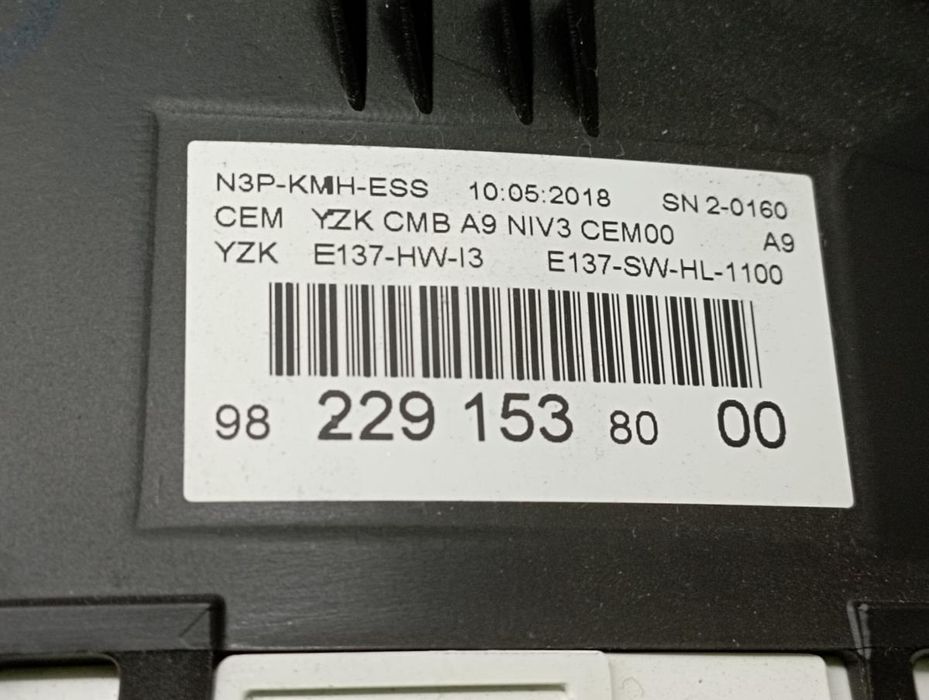 N3P-KMH-ESS 10:05:2018 SN 2-0160
CEM YZK CMB A9 NIV3 CEM00 A9
YZK E137-HW-I3 E137-SW-HL-1100
98 229 153 80 00